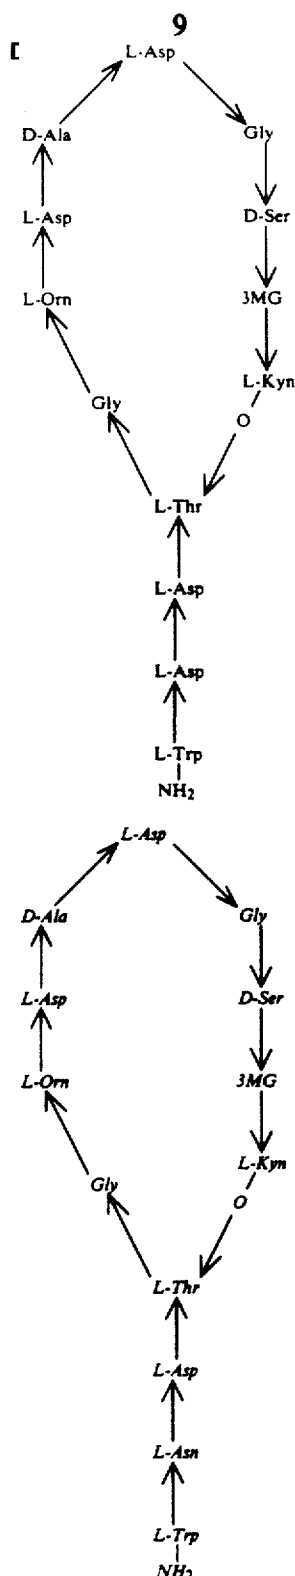 9
[
L-Asp
D-Ala
Gly
L-Asp
D-Ser
L-Orn
3MG
L-Kyn
Gly
O
L-Thr
L-Asp
L-Asp
L-Trp
NH2
L-Asp
D-Ala
Gly
L-Asp
D-Ser
L-Orn
3MG
L-Kyn
Gly
O
L-Thr
L-Asp
L-Asn
L-Trp
NH2